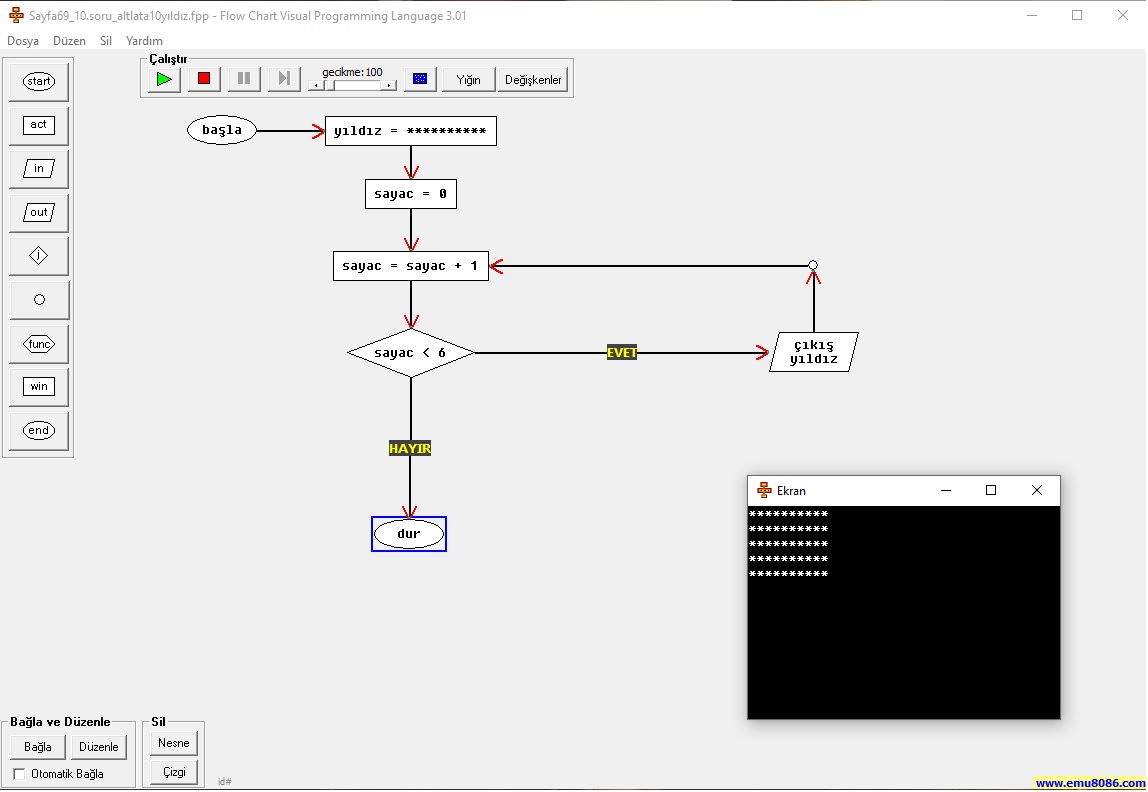 Sayfa69_10.soru_altlata10yıldız.fpp - Flow Chart Visual Programming Language 3.01
Dosya Düzen Sil Yardım
Çalıştır
gecikme:100
Yığın
Değişkenler
start
act
in
out
func
win
end
başla
yıldız = **********
sayac = 0
sayac = sayac + 1
sayac < 6
EVET
çıkış
yıldız
HAYIR
dur
Ekran
**********
**********
**********
**********
**********
Bağla ve Düzenle
Bağla
Düzenle
Otomatik Bağla
Sil
Nesne
Çizgi
id#
www.emu8086.com